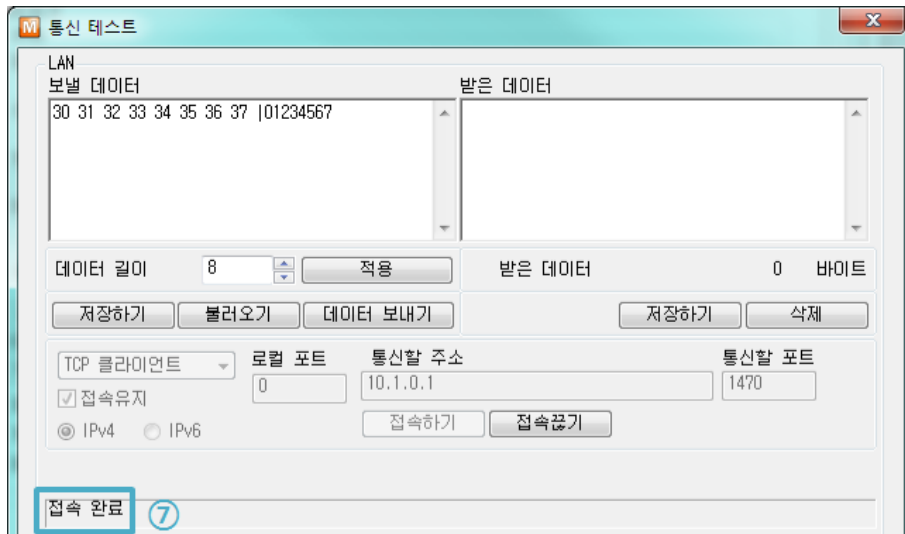 M 통신 테스트
x
LAN
보낼 데이터
받은 데이터
30 31 32 33 34 35 36 37 |01234567
데이터 길이
8
적용
받은 데이터
0 바이트
저장하기
불러오기
데이터 보내기
저장하기
삭제
TCP 클라이언트
로컬 포트
통신할 주소
통신할 포트
0
10.1.0.1
1470
접속유지
접속하기
접속끊기
IPv4
IPv6
접속 완료
⑦